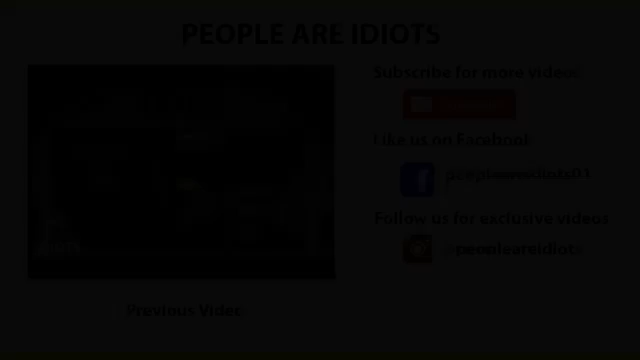 PEOPLE ARE IDIOTS
Subscribe for more videos
Like us on Facebook
Follow us for exclusive videos
peopleareidiots
Previous Video